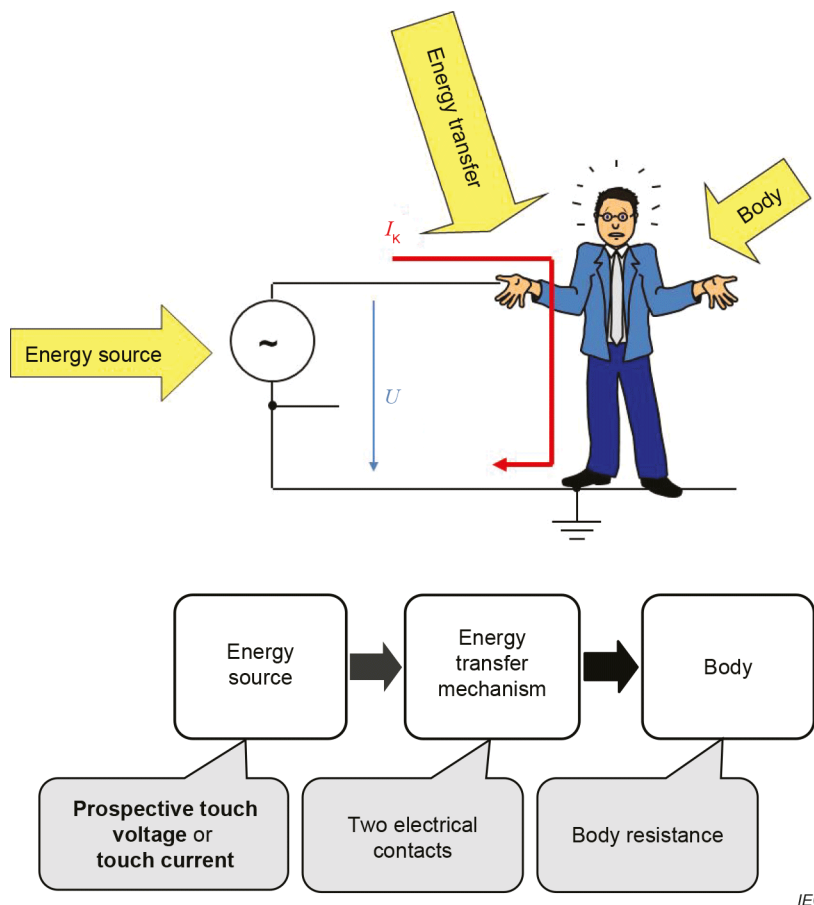 Energy transfer
Body
I_K
Energy source
~
U
Energy
source
Energy
transfer
mechanism
Body
Prospective touch
voltage or
touch current
Two electrical
contacts
Body resistance